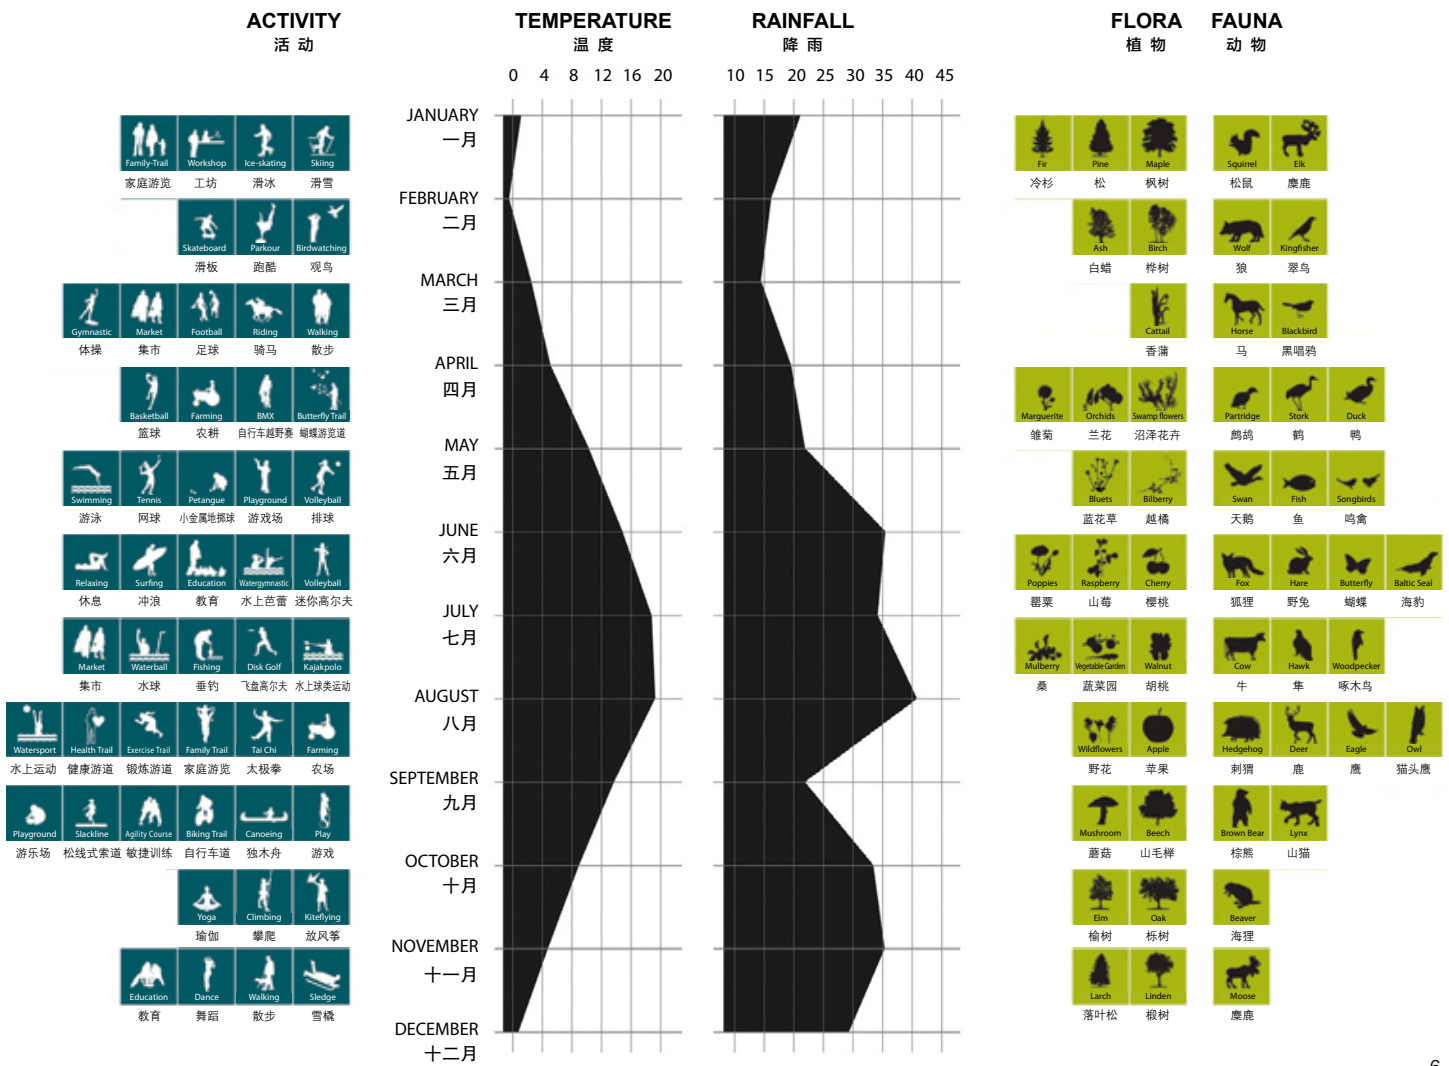 ACTIVITY TEMPERATURE RAINFALL FLORA FAUNA
活动 温度 降雨 植物 动物
0 4 8 12 16 20 10 15 20 25 30 35 40 45
JANUARY
一月
Family-Trail Workshop Ice-skating Skiing Fir Pine Maple Squirrel Elk
家庭游览 工坊 滑冰 滑雪 冷杉 松 枫树 松鼠 麋鹿
FEBRUARY
二月
Skateboard Parkour Birdwatching Ash Birch Wolf Kingfisher
滑板 跑酷 观鸟 白蜡 桦树 狼 翠鸟
MARCH
三月
Gymnastic Market Football Riding Walking Cattail Horse Blackbird
体操 集市 足球 骑马 散步 香蒲 马 黑唱鸦
APRIL
四月
Basketball Farming BMX Butterfly Trail Marguerite Orchids Swamp flowers Partridge Stork Duck
篮球 农耕 自行车越野赛 蝴蝶游览道 雏菊 兰花 沼泽花卉 鹧鸪 鹤 鸭
MAY
五月
Swimming Tennis Petangue Playground Volleyball Bluets Bilberry Swan Fish Songbirds
游泳 网球 小金属地掷球 游戏场 排球 蓝花草 越橘 天鹅 鱼 鸣禽
JUNE
六月
Relaxing Surfing Education Watergymnastic Volleyball Poppies Raspberry Cherry Fox Hare Butterfly Baltic Seal
休息 冲浪 教育 水上芭蕾 迷你高尔夫 罂粟 山莓 樱桃 狐狸 野兔 蝴蝶 海豹
JULY
七月
Market Waterball Fishing Disk Golf Kajakpolo Mulberry Vegetable Garden Walnut Cow Hawk Woodpecker
集市 水球 垂钓 飞盘高尔夫 水上球类运动 桑 蔬菜园 胡桃 牛 隼 啄木鸟
AUGUST
八月
Watersport Health Trail Exercise Trail Family Trail Tai Chi Farming Wildflowers Apple Hedgehog Deer Eagle Owl
水上运动 健康游道 锻炼游道 家庭游览 太极拳 农场 野花 苹果 刺猬 鹿 鹰 猫头鹰
SEPTEMBER
九月
Playground Slackline Agility Course Biking Trail Canoeing Play Mushroom Beech Brown Bear Lynx
游乐场 松线式索道 敏捷训练 自行车道 独木舟 游戏 蘑菇 山毛榉 棕熊 山猫
OCTOBER
十月
Yoga Climbing Kiteflying Elm Oak Beaver
瑜伽 攀爬 放风筝 榆树 栎树 海狸
NOVEMBER
十一月
Education Dance Walking Sledge Larch Linden Moose
教育 舞蹈 散步 雪橇 落叶松 椴树 麋鹿
DECEMBER
十二月